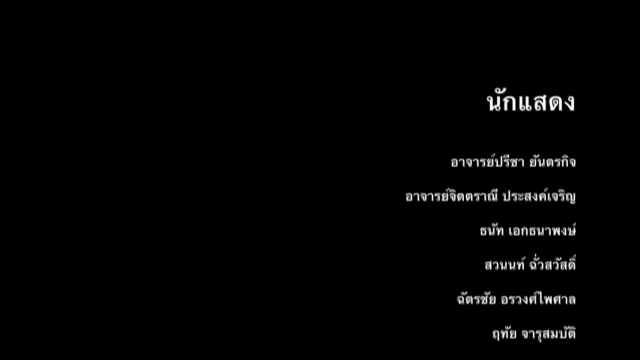 นักแสดง
อาจารย์ปรีชา ยันตรกิจ
อาจารย์จิตตราณี ประสงค์เจริญ
ธนัท เอกธนาพงษ์
สวนนท์ ฉั่วสวัสดิ์
ฉัตรชัย อรวงศ์ไพศาล
ฤทัย จารุสมบัติ